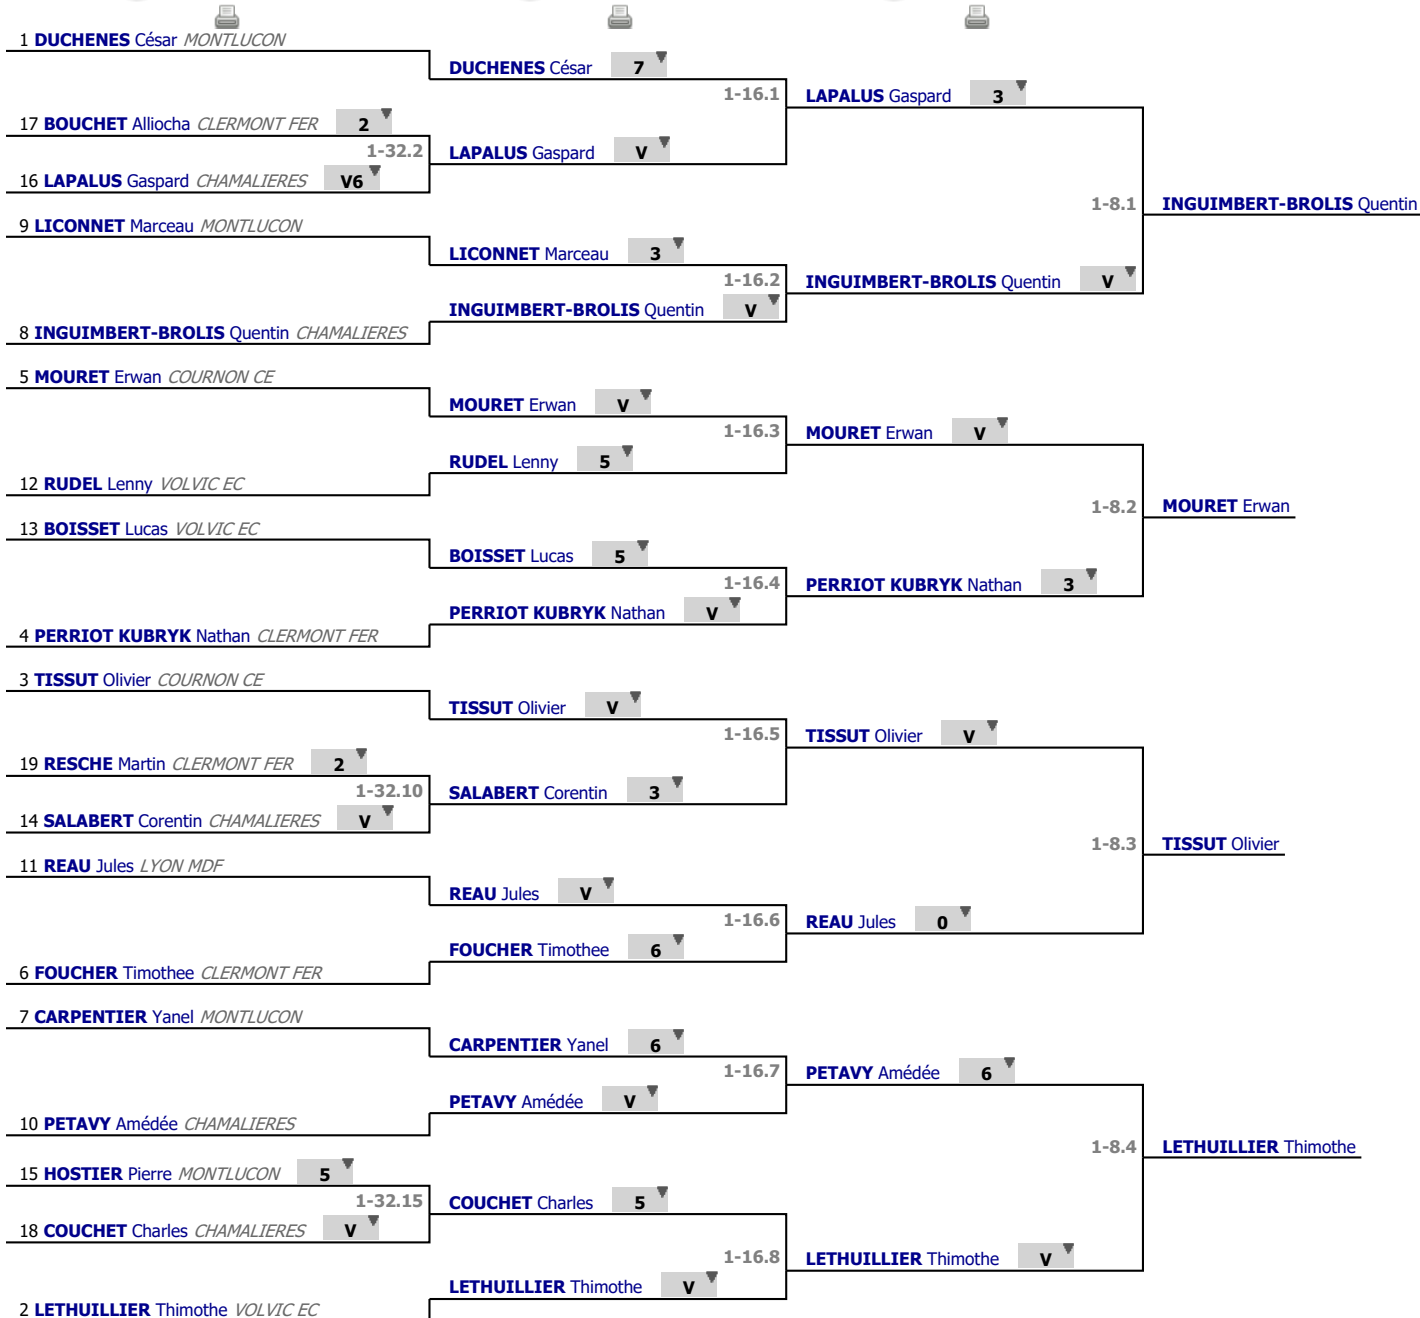 1 DUCHENES César MONTLUCON
DUCHENES César 7
1-16.1
LAPALUS Gaspard 3
17 BOUCHET Alliocha CLERMONT FER 2
1-32.2
LAPALUS Gaspard V
16 LAPALUS Gaspard CHAMALIERES V6
1-8.1
INGUIMBERT-BROLIS Quentin
9 LICONNET Marceau MONTLUCON
LICONNET Marceau 3
1-16.2
INGUIMBERT-BROLIS Quentin V
INGUIMBERT-BROLIS Quentin V
8 INGUIMBERT-BROLIS Quentin CHAMALIERES
5 MOURET Erwan COURNON CE
MOURET Erwan V
1-16.3
MOURET Erwan V
RUDEL Lenny 5
12 RUDEL Lenny VOLVIC EC
1-8.2
MOURET Erwan
13 BOISSET Lucas VOLVIC EC
BOISSET Lucas 5
1-16.4
PERRIOT KUBRYK Nathan 3
PERRIOT KUBRYK Nathan V
4 PERRIOT KUBRYK Nathan CLERMONT FER
3 TISSUT Olivier COURNON CE
TISSUT Olivier V
1-16.5
TISSUT Olivier V
19 RESCHE Martin CLERMONT FER 2
1-32.10
SALABERT Corentin 3
14 SALABERT Corentin CHAMALIERES V
1-8.3
TISSUT Olivier
11 REAU Jules LYON MDF
REAU Jules V
1-16.6
REAU Jules 0
FOUCHER Timothee 6
6 FOUCHER Timothee CLERMONT FER
7 CARPENTIER Yanel MONTLUCON
CARPENTIER Yanel 6
1-16.7
PETAVY Amédée 6
PETAVY Amédée V
10 PETAVY Amédée CHAMALIERES
1-8.4
LETHUILLIER Thimothe
15 HOSTIER Pierre MONTLUCON 5
1-32.15
COUCHET Charles 5
18 COUCHET Charles CHAMALIERES V
1-16.8
LETHUILLIER Thimothe V
LETHUILLIER Thimothe V
2 LETHUILLIER Thimothe VOLVIC EC